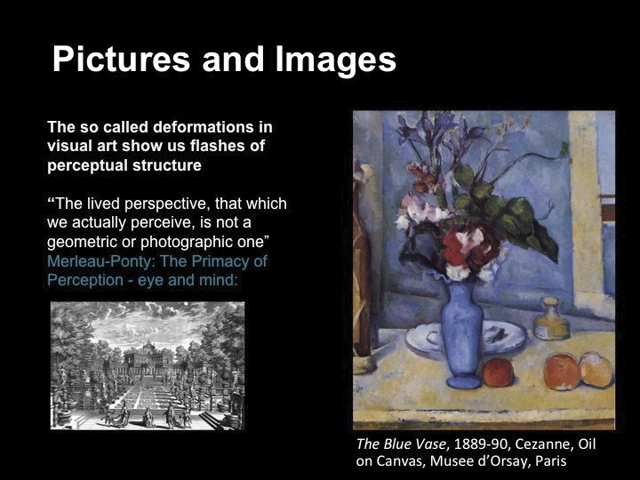 Pictures and Images
The so called deformations in
visual art show us flashes of
perceptual structure
“The lived perspective, that which
we actually perceive, is not a
geometric or photographic one”
Merleau-Ponty: The Primacy of
Perception - eye and mind:
The Blue Vase, 1889-90, Cezanne, Oil
on Canvas, Musee d’Orsay, Paris